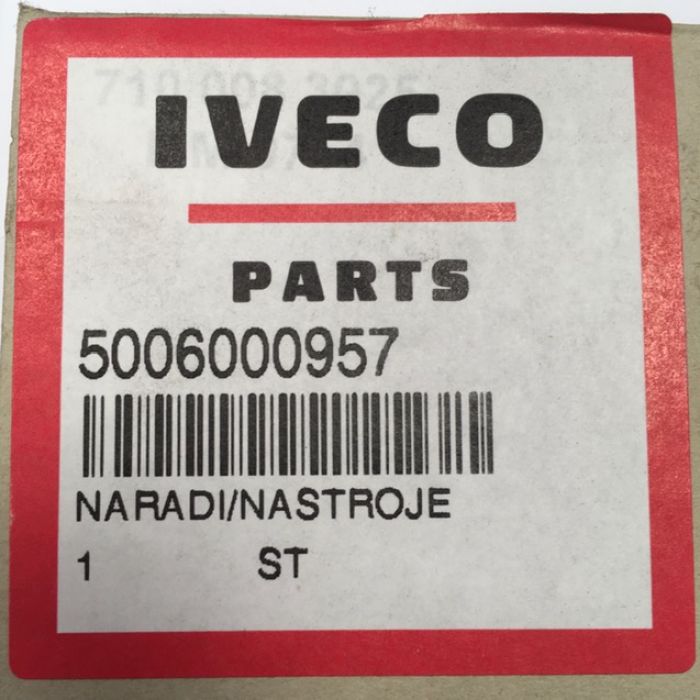 IVECO
PARTS
5006000957
NARADI/NASTROJE
1 ST